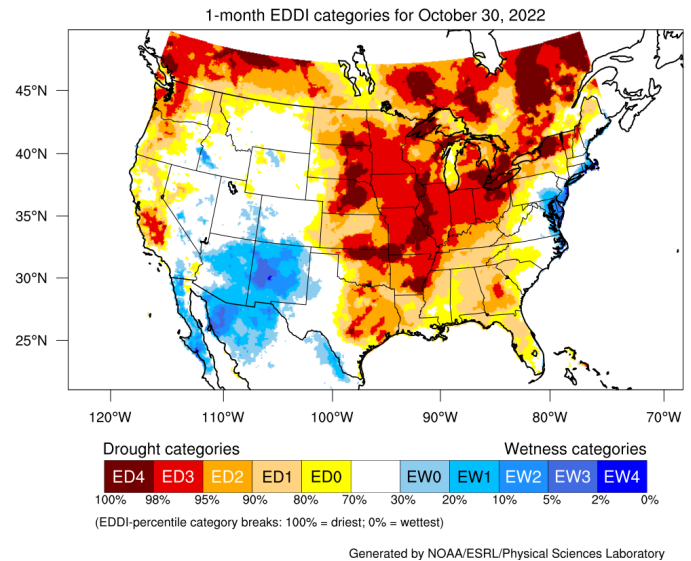 1-month EDDI categories for October 30, 2022
45°N
40°N
35°N
30°N
25°N
120°W 110°W 100°W 90°W 80°W 70°W
Drought categories Wetness categories
ED4 ED3 ED2 ED1 ED0 EW0 EW1 EW2 EW3 EW4
100% 98% 95% 90% 80% 70% 30% 20% 10% 5% 2% 0%
(EDDI-percentile category breaks: 100% = driest; 0% = wettest)
Generated by NOAA/ESRL/Physical Sciences Laboratory